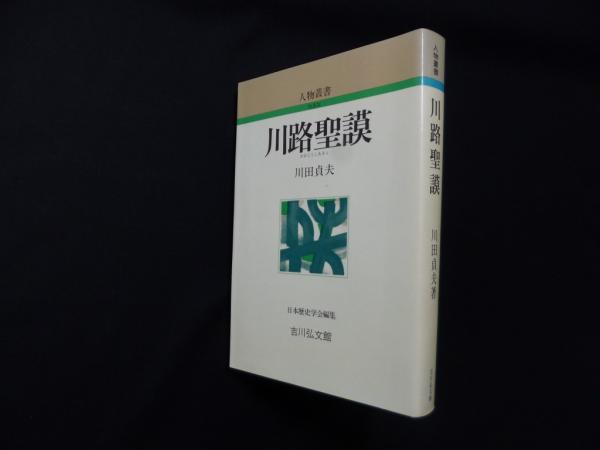 人物叢書
川路聖謨
川田貞夫
日本歴史学会編集
吉川弘文館
人物叢書
川路聖謨
川田貞夫著